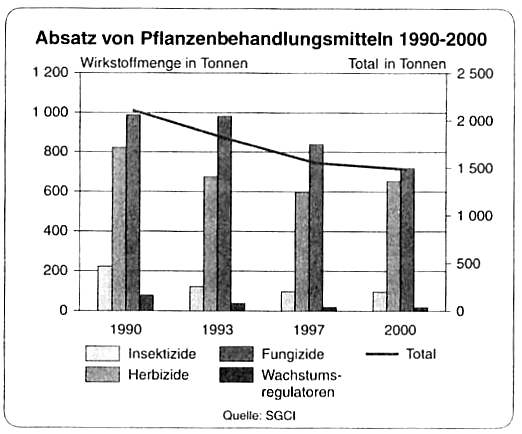 Absatz von Pflanzenbehandlungsmitteln 1990-2000
Wirkstoffmenge in Tonnen Total in Tonnen
1 200 2 500
1 000 2 000
800 1 500
600 1 000
400 500
200 0
0
1990 1993 1997 2000
Insektizide Fungizide Total
Herbizide Wachstums-
regulatoren
Quelle: SGCI